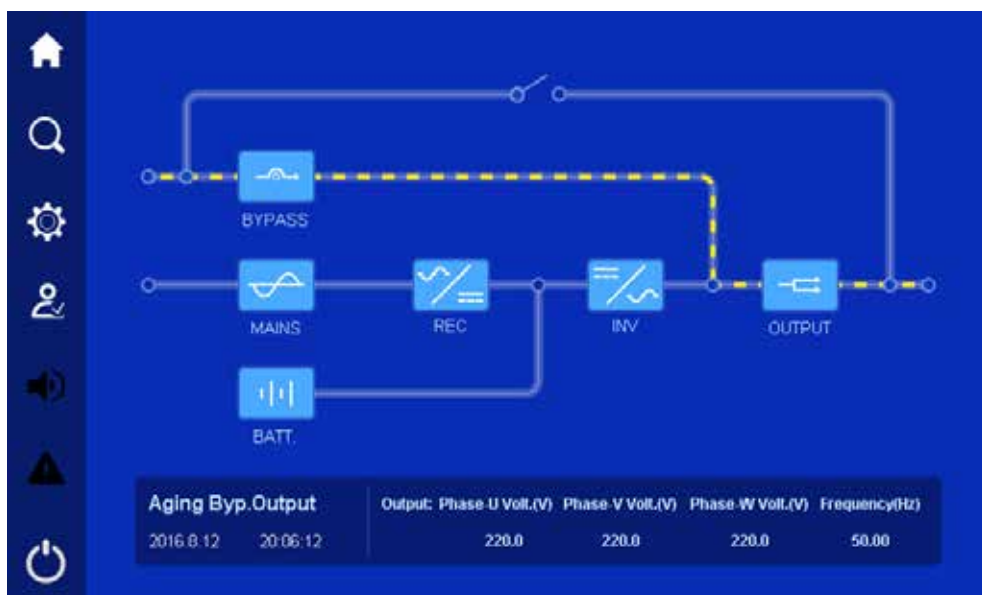 BYPASS
MAINS
REC
INV
OUTPUT
BATT.
Aging Byp.Output
Output: Phase-U Volt.(V) Phase-V Volt.(V) Phase-W Volt.(V) Frequency(Hz)
2016.8.12 20:06:12
220.0 220.0 220.0 50.00